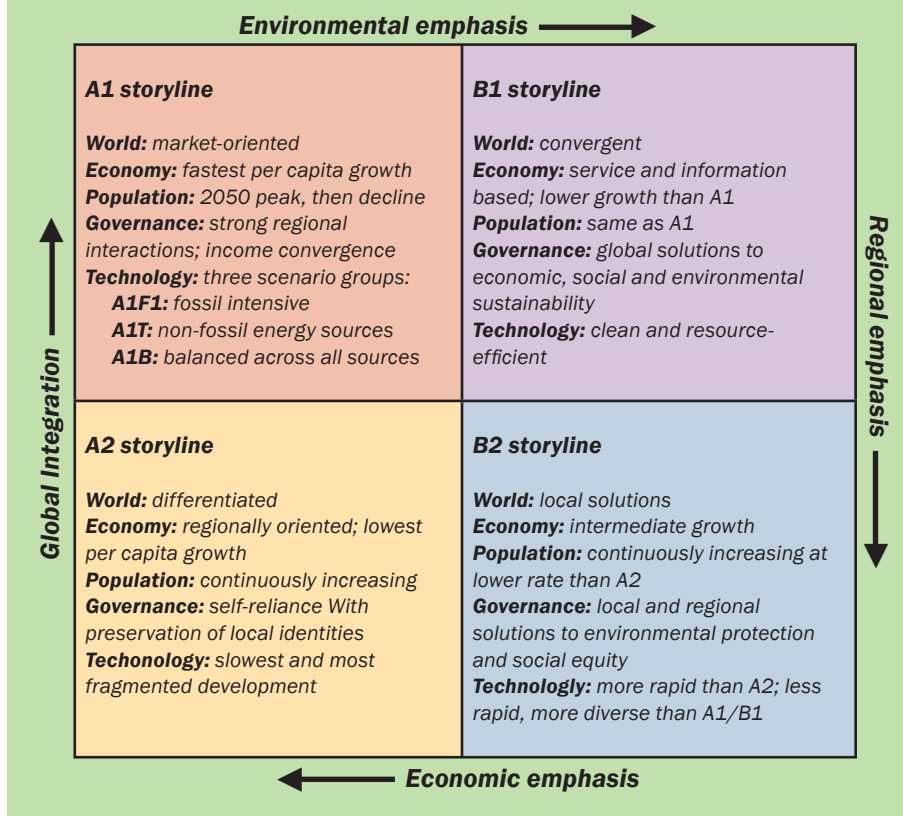 Environmental emphasis
A1 storyline
World: market-oriented
Economy: fastest per capita growth
Population: 2050 peak, then decline
Governance: strong regional
interactions; income convergence
Technology: three scenario groups:
A1F1: fossil intensive
A1T: non-fossil energy sources
A1B: balanced across all sources
B1 storyline
World: convergent
Economy: service and information
based; lower growth than A1
Population: same as A1
Governance: global solutions to
economic, social and environmental
sustainability
Technology: clean and resource-
efficient
Global Integration
Regional emphasis
A2 storyline
World: differentiated
Economy: regionally oriented; lowest
per capita growth
Population: continuously increasing
Governance: self-reliance With
preservation of local identities
Techonology: slowest and most
fragmented development
B2 storyline
World: local solutions
Economy: intermediate growth
Population: continuously increasing at
lower rate than A2
Governance: local and regional
solutions to environmental protection
and social equity
Technologly: more rapid than A2; less
rapid, more diverse than A1/B1
Economic emphasis